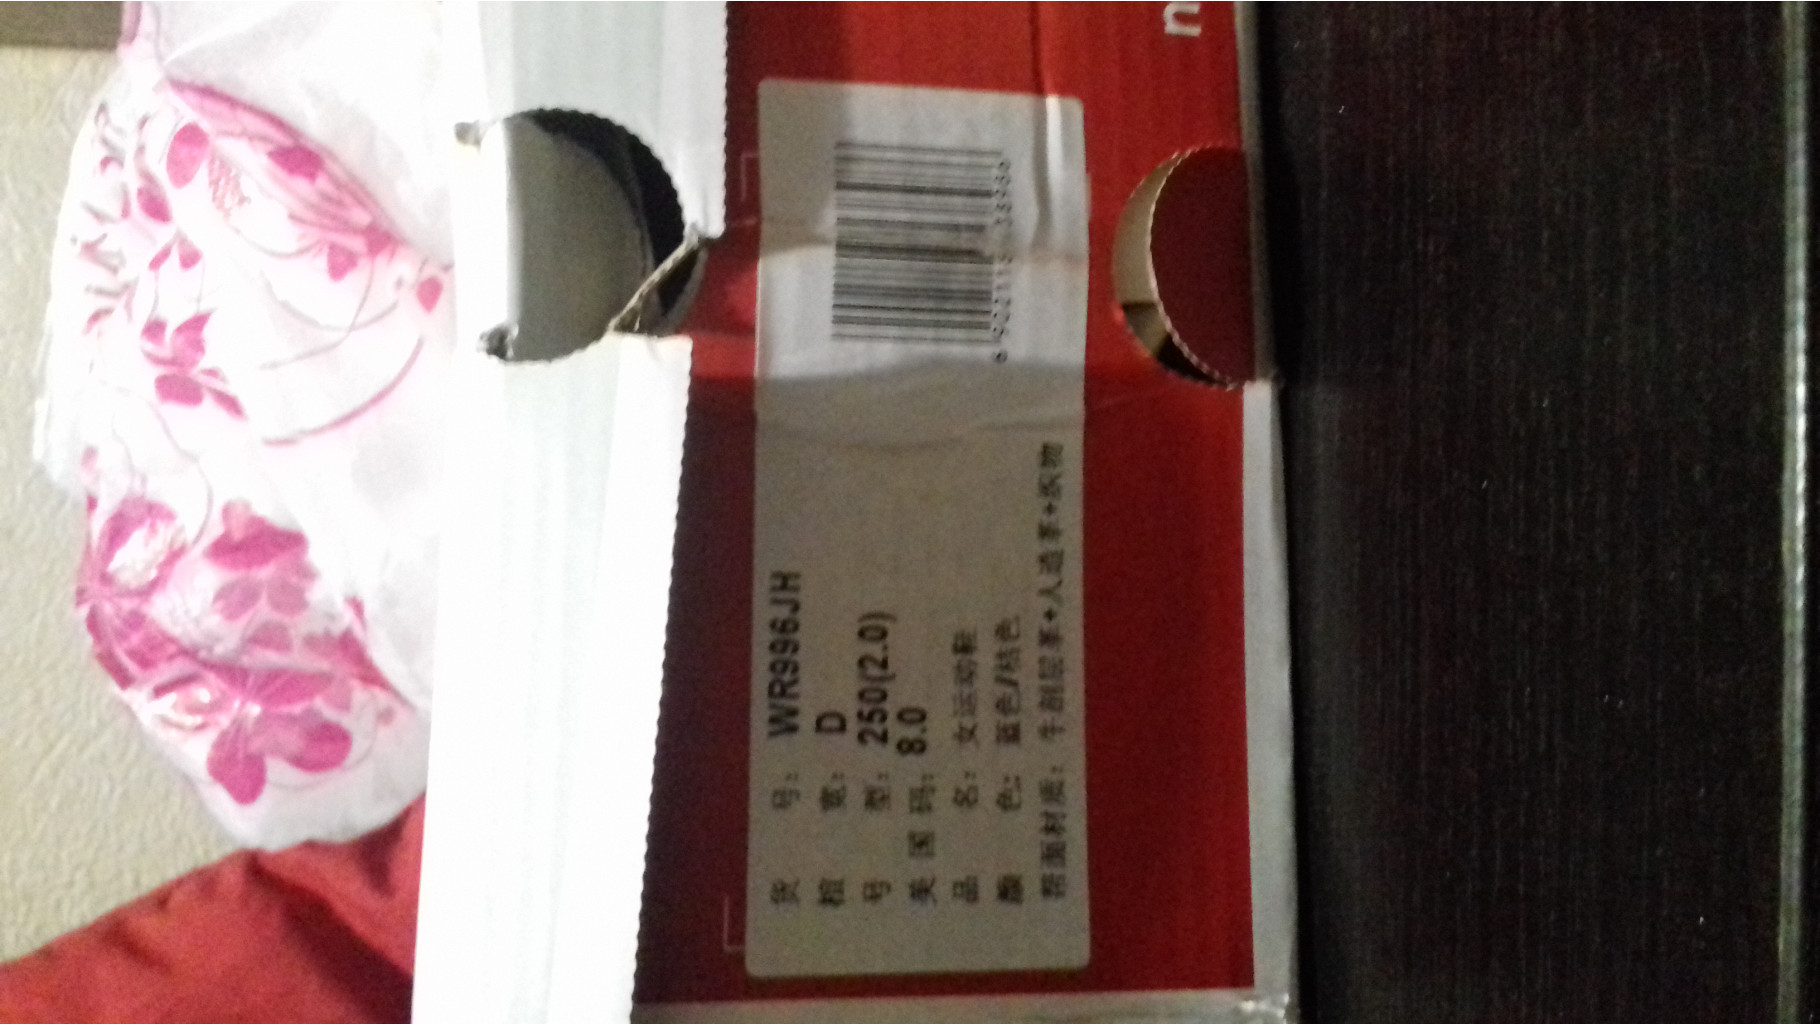 货 号: WR996JH
楦 宽: D
号 型: 250(2.0)
美 国 码: 8.0
品 名: 女运动鞋
颜 色: 蓝色/桔色
帮面材质: 牛剖层革+人造革+织物
n